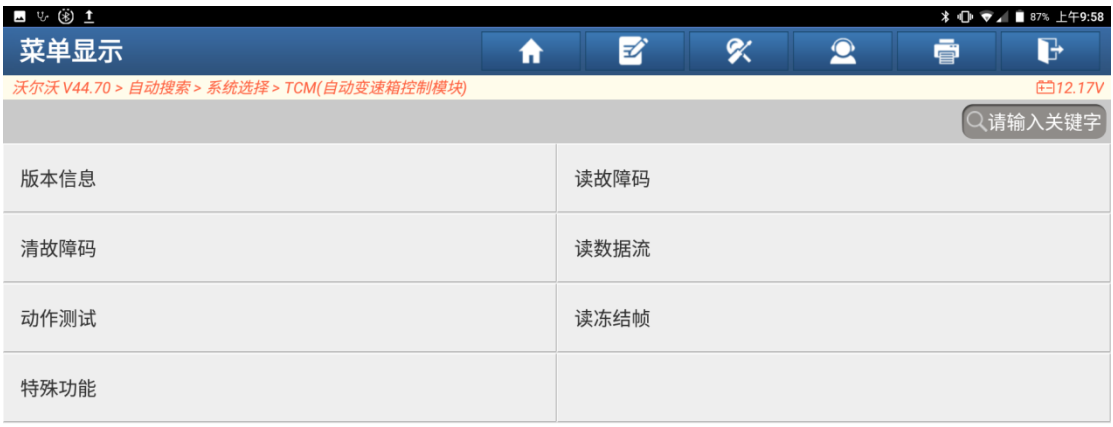 87% 上午9:58
菜单显示
沃尔沃 V44.70 > 自动搜索 > 系统选择 > TCM(自动变速箱控制模块) 12.17V
请输入关键字
版本信息 读故障码
清故障码 读数据流
动作测试 读冻结帧
特殊功能